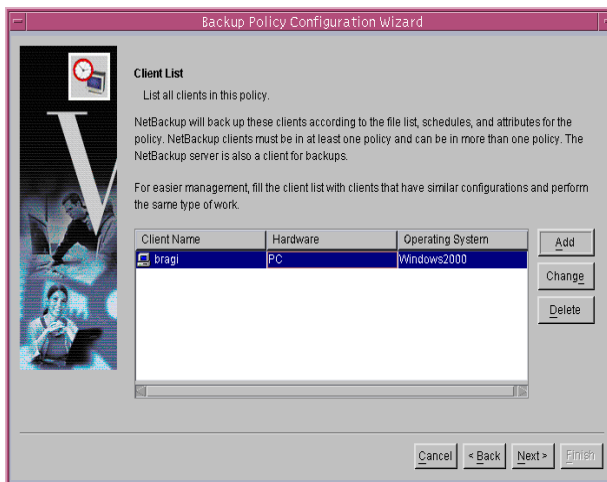 Backup Policy Configuration Wizard
Client List
List all clients in this policy.
NetBackup will back up these clients according to the file list, schedules, and attributes for the
policy. NetBackup clients must be in at least one policy and can be in more than one policy. The
NetBackup server is also a client for backups.
For easier management, fill the client list with clients that have similar configurations and perform
the same type of work.
Client Name Hardware Operating System
bragi PC Windows2000
Add
Change
Delete
Cancel < Back Next > Finish